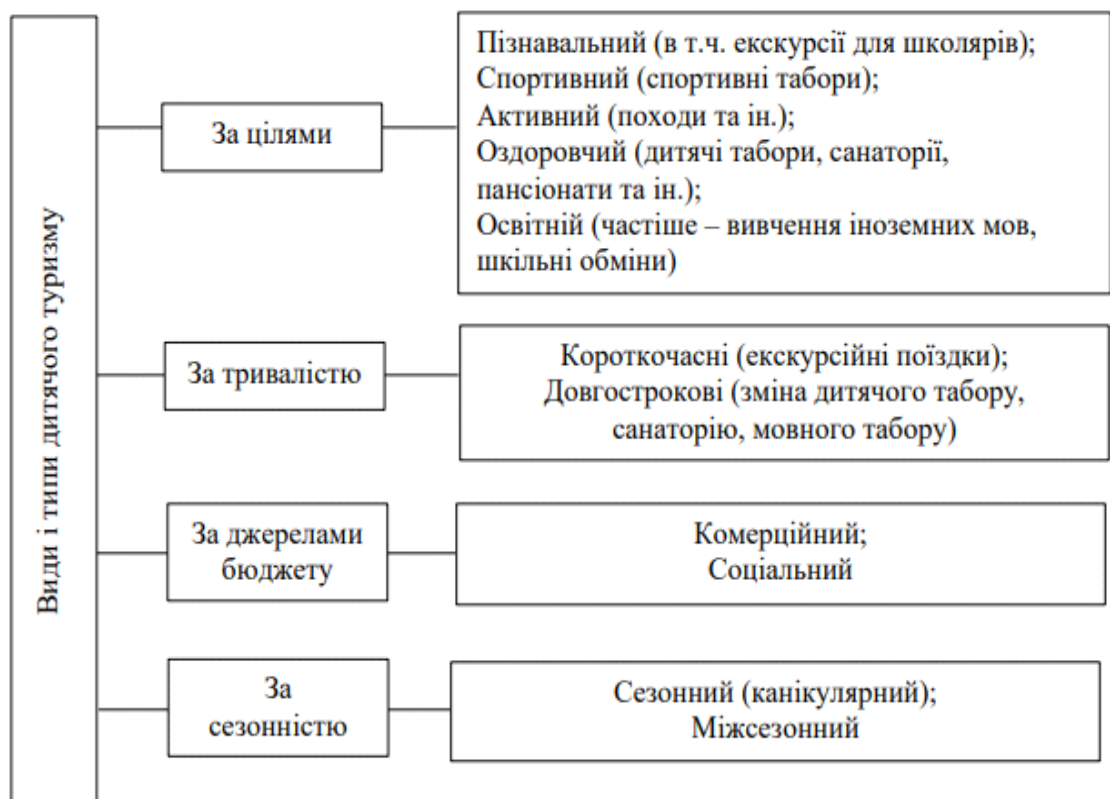 Види і типи дитячого туризму
За цілями
Пізнавальний (в т.ч. екскурсії для школярів);
Спортивний (спортивні табори);
Активний (походи та ін.);
Оздоровчий (дитячі табори, санаторії,
пансіонати та ін.);
Освітній (частіше – вивчення іноземних мов,
шкільні обміни)
За тривалістю
Короткочасні (екскурсійні поїздки);
Довгострокові (зміна дитячого табору,
санаторію, мовного табору)
За джерелами
бюджету
Комерційний;
Соціальний
За
сезонністю
Сезонний (канікулярний);
Міжсезонний